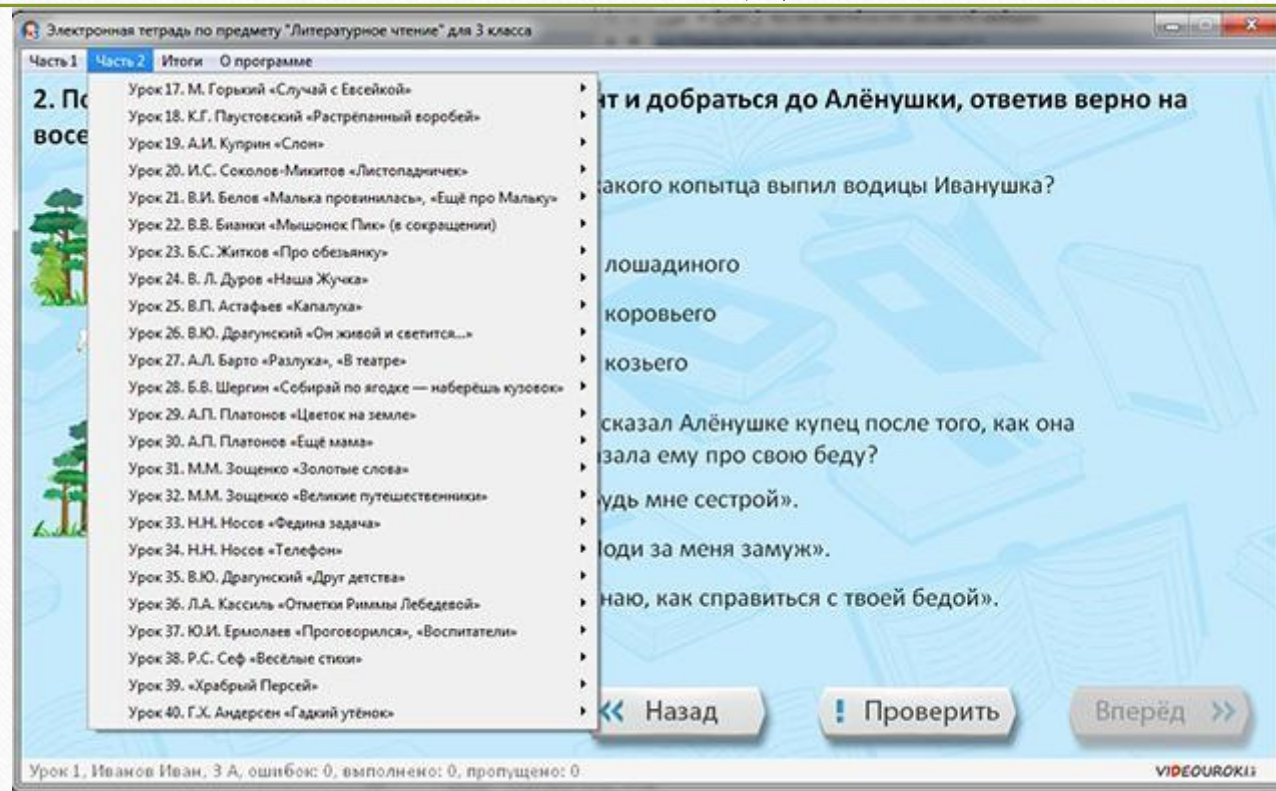 Электронная тетрадь по предмету "Литературное чтение" для 3 класса
Часть 1 Часть 2 Итоги О программе
Урок 17. М. Горький «Случай с Евсейкой»
Урок 18. К.Г. Паустовский «Растрёпанный воробей»
Урок 19. А.И. Куприн «Слон»
Урок 20. И.С. Соколов-Микитов «Листопадничек»
Урок 21. В.И. Белов «Малька провинилась», «Ещё про Мальку»
Урок 22. В.В. Бианки «Мышонок Пик» (в сокращении)
Урок 23. Б.С. Житков «Про обезьянку»
Урок 24. В. Л. Дуров «Наша Жучка»
Урок 25. В.П. Астафьев «Капалуха»
Урок 26. В.Ю. Драгунский «Он живой и светится...»
Урок 27. А.Л. Барто «Разлука», «В театре»
Урок 28. Б.В. Шергин «Собирай по ягодке — наберёшь кузовок»
Урок 29. А.П. Платонов «Цветок на земле»
Урок 30. А.П. Платонов «Ещё мама»
Урок 31. М.М. Зощенко «Золотые слова»
Урок 32. М.М. Зощенко «Великие путешественники»
Урок 33. Н.Н. Носов «Федина задача»
Урок 34. Н.Н. Носов «Телефон»
Урок 35. В.Ю. Драгунский «Друг детства»
Урок 36. Л.А. Кассиль «Отметки Риммы Лебедевой»
Урок 37. Ю.И. Ермолаев «Проговорился», «Воспитатели»
Урок 38. Р.С. Сеф «Весёлые стихи»
Урок 39. «Храбрый Персей»
Урок 40. Г.Х. Андерсен «Гадкий утёнок»
2. По нт и добраться до Алёнушки, ответив верно на
восе
акого копытца выпил водицы Иванушка?
лошадиного
коровьего
козьего
сказал Алёнушке купец после того, как она
зала ему про свою беду?
удь мне сестрой».
оди за меня замуж».
наю, как справиться с твоей бедой».
Назад ! Проверить Вперёд
Урок 1, Иванов Иван, 3 А, ошибок: 0, выполнено: 0, пропущено: 0
VIDEOUROKI